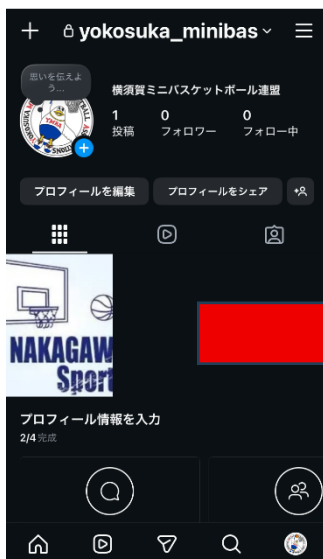 yokosuka_minibas
思いを伝えよ
う...
横須賀ミニバスケットボール連盟
1 0 0
投稿 フォロワー フォロー中
プロフィールを編集 プロフィールをシェア
NAKAGAW
Sport
プロフィール情報を入力
2/4完成